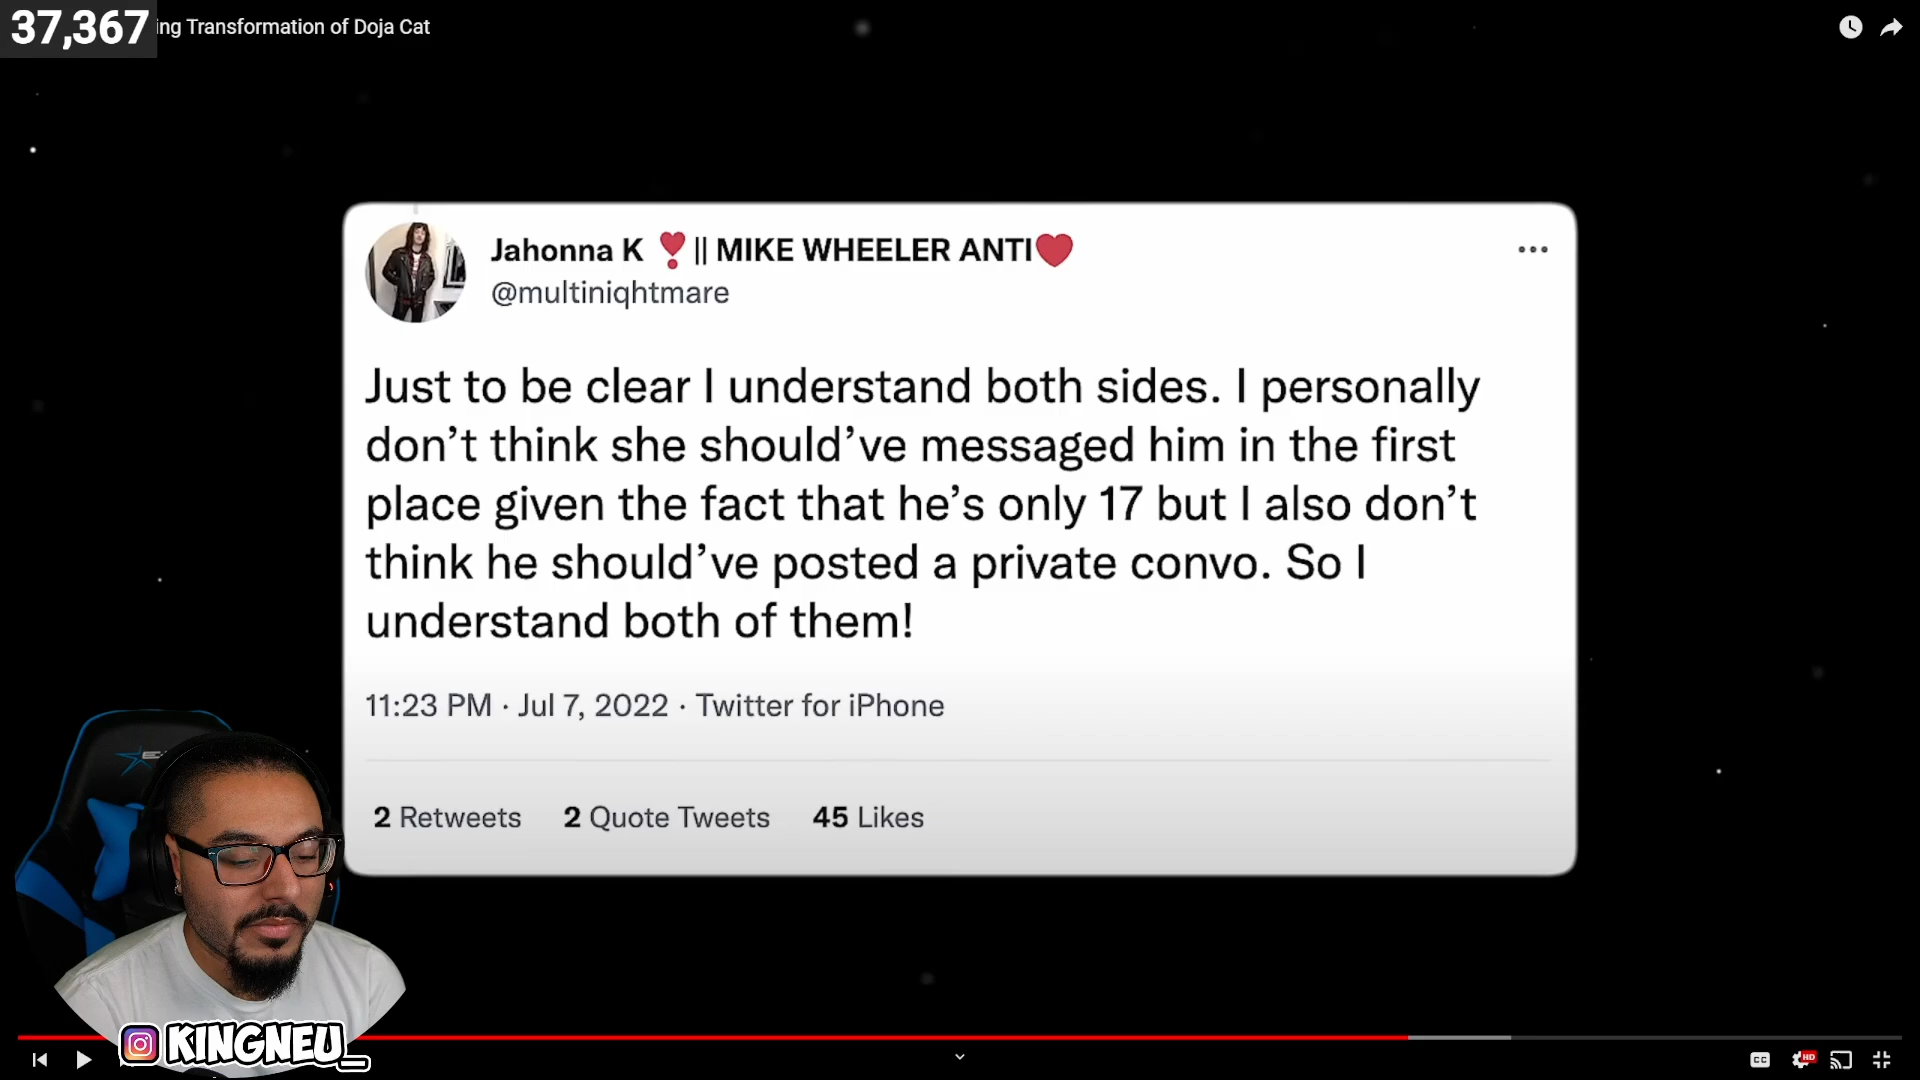 37,367
ing Transformation of Doja Cat
Jahonna K ❣️|| MIKE WHEELER ANTI❤️
@multiniqhtmare
Just to be clear I understand both sides. I personally
don’t think she should’ve messaged him in the first
place given the fact that he’s only 17 but I also don’t
think he should’ve posted a private convo. So I
understand both of them!
11:23 PM · Jul 7, 2022 · Twitter for iPhone
2 Retweets 2 Quote Tweets 45 Likes
KINGNEU_
CC
HD